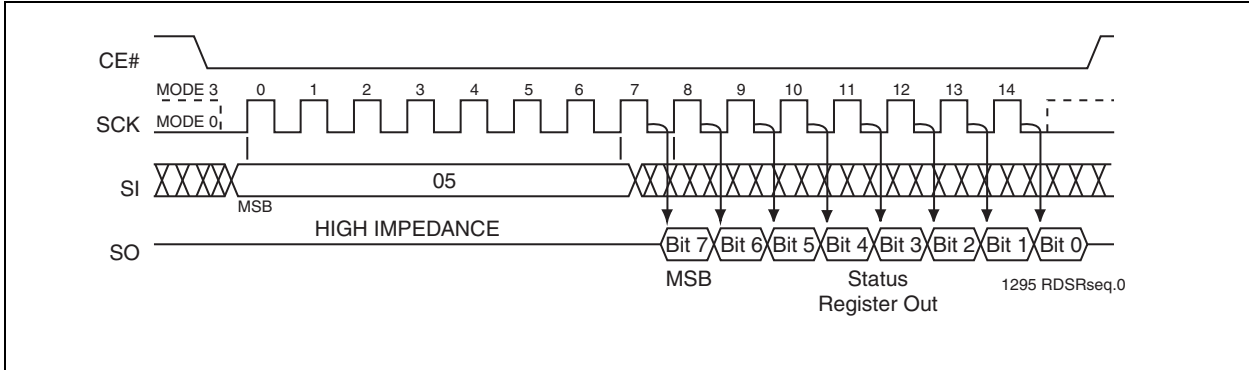 CE#
MODE 3 0 1 2 3 4 5 6 7 8 9 10 11 12 13 14
SCK MODE 0
SI 05
MSB
HIGH IMPEDANCE
SO Bit 7 Bit 6 Bit 5 Bit 4 Bit 3 Bit 2 Bit 1 Bit 0
MSB Status 1295 RDSRseq.0
Register Out